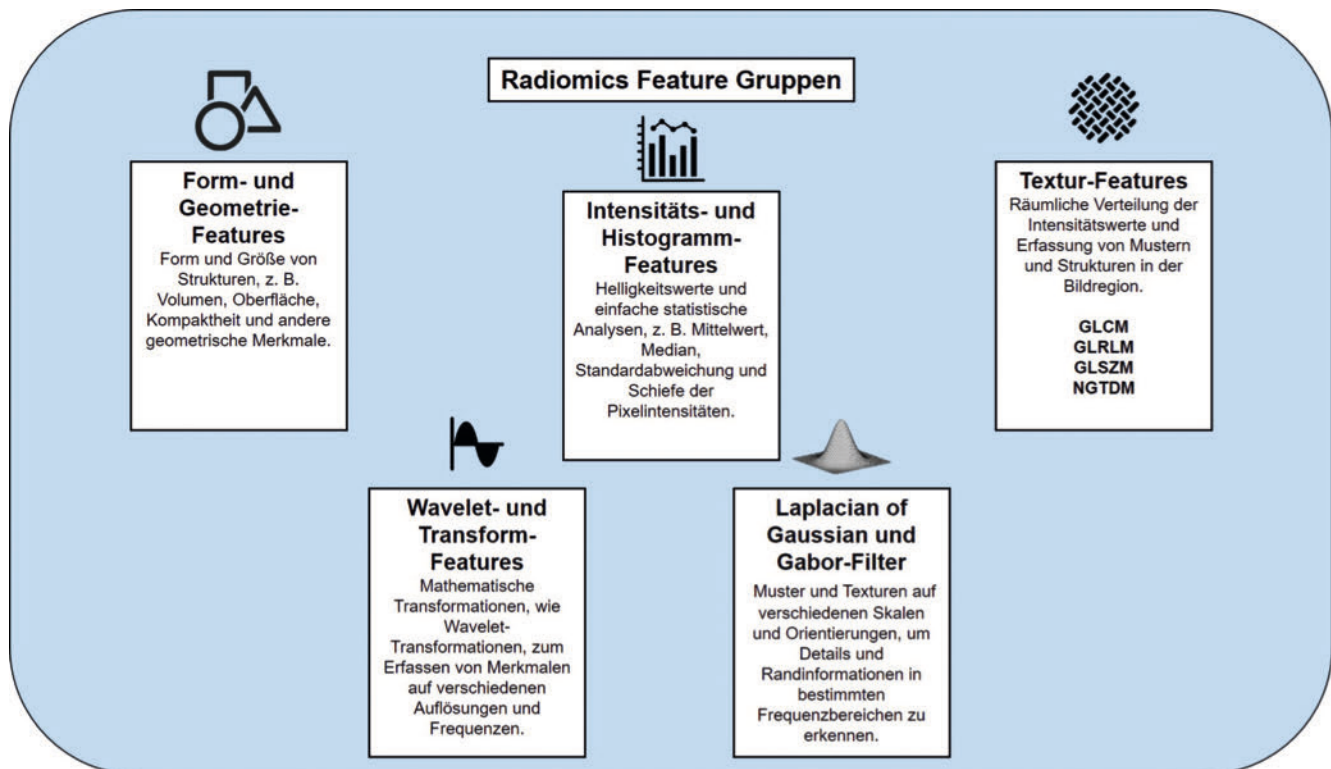 Radiomics Feature Gruppen
Form- und
Geometrie-
Features
Form und Größe von
Strukturen, z. B.
Volumen, Oberfläche,
Kompaktheit und andere
geometrische Merkmale.
Intensitäts- und
Histogramm-
Features
Helligkeitswerte und
einfache statistische
Analysen, z. B. Mittelwert,
Median,
Standardabweichung und
Schiefe der
Pixelintensitäten.
Textur-Features
Räumliche Verteilung der
Intensitätswerte und
Erfassung von Mustern
und Strukturen in der
Bildregion.
GLCM
GLRLM
GLSZM
NGTDM
Wavelet- und
Transform-
Features
Mathematische
Transformationen, wie
Wavelet-
Transformationen, zum
Erfassen von Merkmalen
auf verschiedenen
Auflösungen und
Frequenzen.
Laplacian of
Gaussian und
Gabor-Filter
Muster und Texturen auf
verschiedenen Skalen
und Orientierungen, um
Details und
Randinformationen in
bestimmten
Frequenzbereichen zu
erkennen.